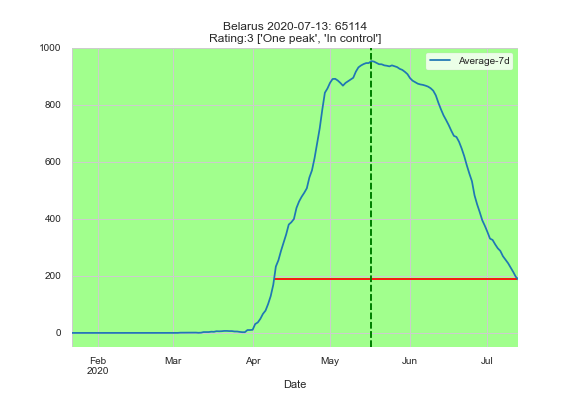 Belarus 2020-07-13: 65114
Rating:3 ['One peak', 'In control']
Average-7d
1000
800
600
400
200
0
Feb
2020
Mar
Apr
May
Jun
Jul
Date